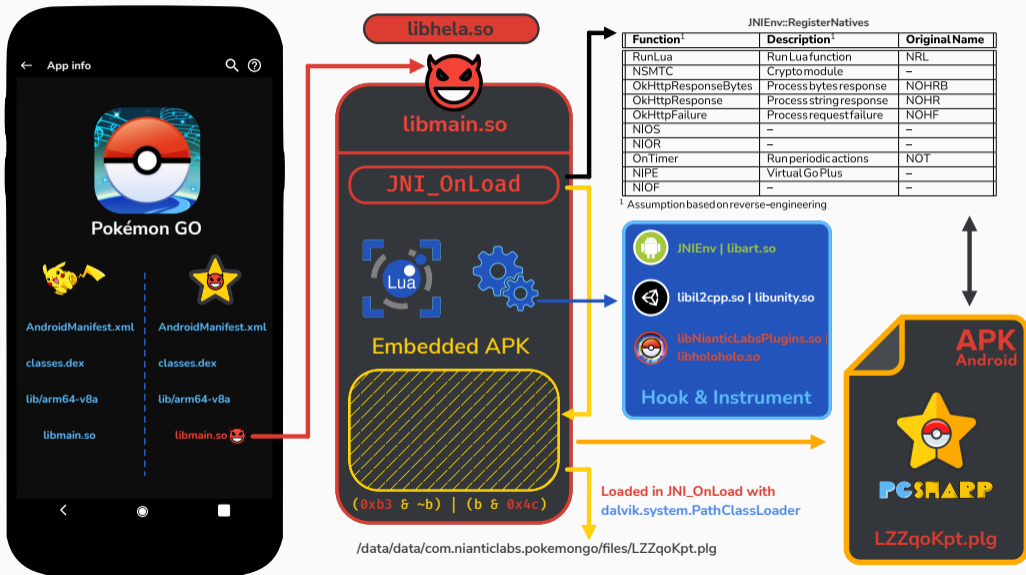 App info
Pokémon GO
AndroidManifest.xml
classes.dex
lib/arm64-v8a
libmain.so
AndroidManifest.xml
classes.dex
lib/arm64-v8a
libmain.so
libhela.so
libmain.so
JNI_OnLoad
Lua
Embedded APK
(0xb3 & ~b) | (b & 0x4c)
/data/data/com.nianticlabs.pokemongo/files/LZZqoKpt.plg
JNIEnv::RegisterNatives
Function¹ Description¹ Original Name
RunLua Run Lua function NRL
NSMTC Crypto module –
OkHttpResponseBytes Process bytes response NOHRB
OkHttpResponse Process string response NOHR
OkHttpFailure Process request failure NOHF
NIOS – –
NIOR – –
OnTimer Run periodic actions NOT
NIPE Virtual Go Plus –
NIOF – –
¹ Assumption based on reverse-engineering
JNIEnv | libart.so
libil2cpp.so | libunity.so
libNianticLabsPlugins.so |
libholoholo.so
Hook & Instrument
Loaded in JNI_OnLoad with
dalvik.system.PathClassLoader
APK
Android
PGSHARP
LZZqoKpt.plg